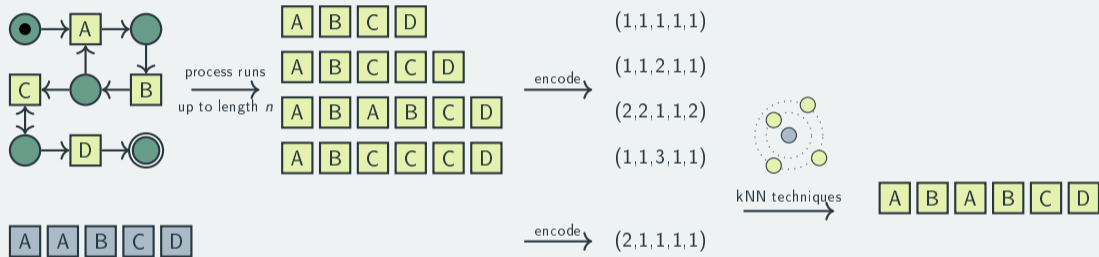 A
C
B
D
process runs
up to length n
A B C D
A B C C D
A B A B C D
A B C C C D
encode
(1,1,1,1,1)
(1,1,2,1,1)
(2,2,1,1,2)
(1,1,3,1,1)
kNN techniques
A B A B C D
A A B C D
encode
(2,1,1,1,1)